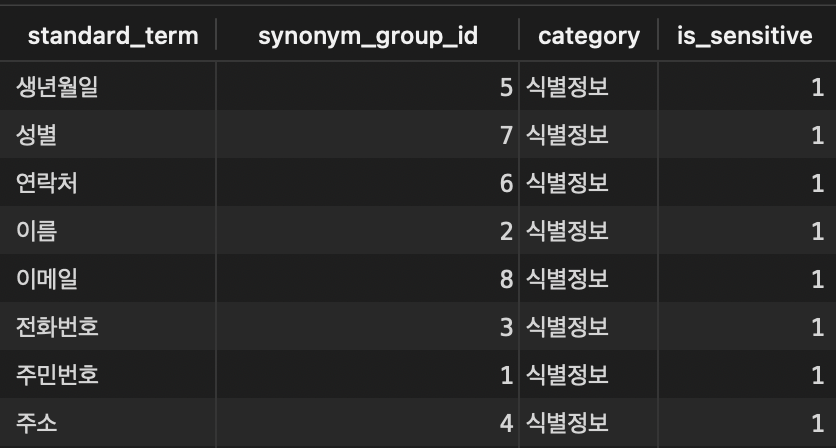 standard_term synonym_group_id category is_sensitive
생년월일 5 식별정보 1
성별 7 식별정보 1
연락처 6 식별정보 1
이름 2 식별정보 1
이메일 8 식별정보 1
전화번호 3 식별정보 1
주민번호 1 식별정보 1
주소 4 식별정보 1